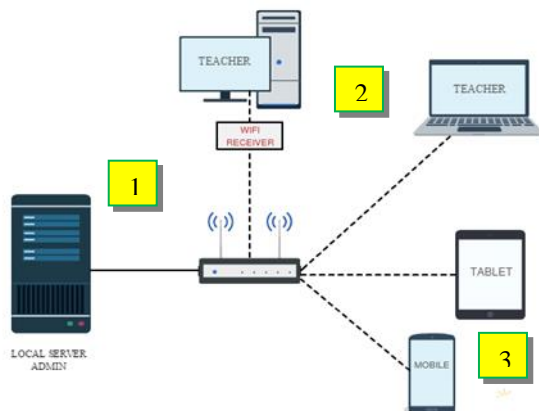 TEACHER
2
TEACHER
WIFI
RECEIVER
1
TABLET
LOCAL SERVER
ADMIN
MOBILE
3